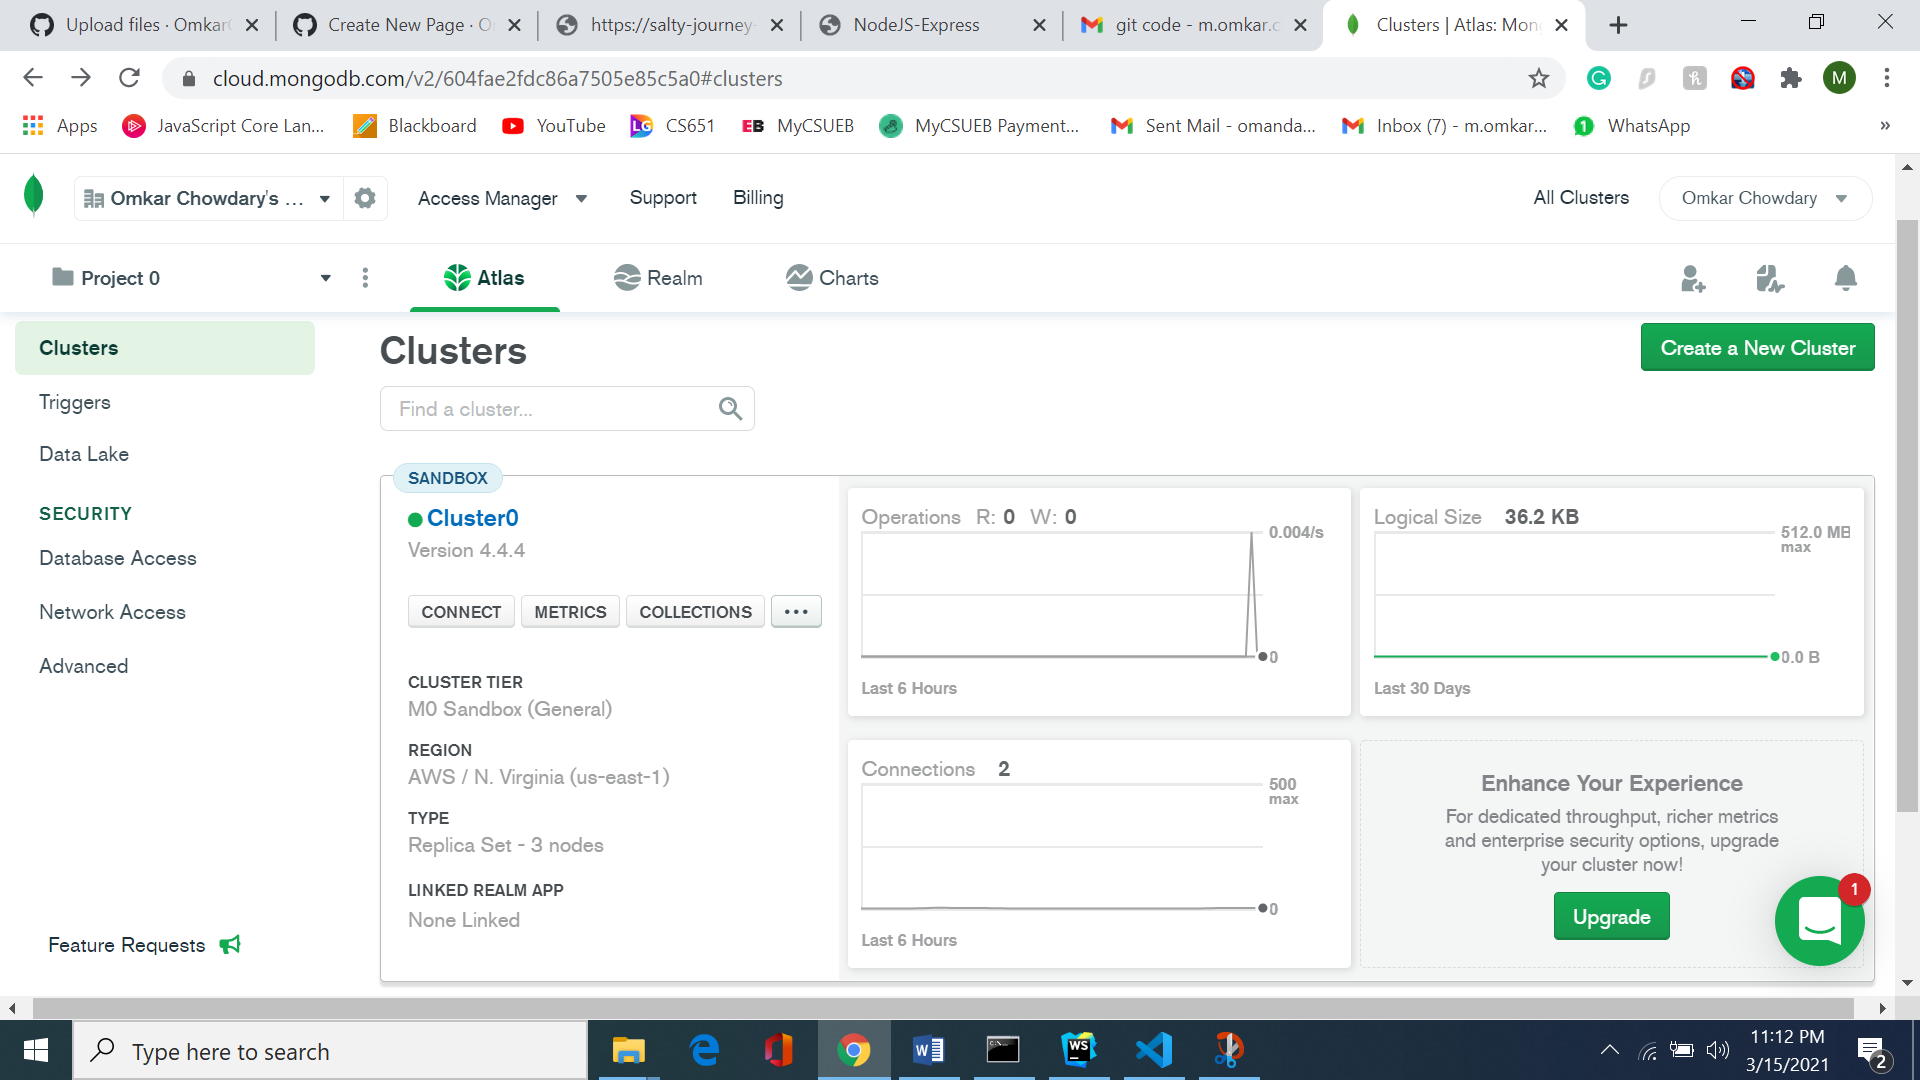 Upload files · Omkar
Create New Page · O
https://salty-journey-
NodeJS-Express
git code - m.omkar.c
Clusters | Atlas: Mon
cloud.mongodb.com/v2/604fae2fdc86a7505e85c5a0#clusters
M
Apps
JavaScript Core Lan...
Blackboard
YouTube
LG CS651
EB MyCSUEB
MyCSUEB Payment...
Sent Mail - omanda...
Inbox (7) - m.omkar...
1 WhatsApp
»
Omkar Chowdary's ...
Access Manager
Support
Billing
All Clusters
Omkar Chowdary
Project 0
Atlas
Realm
Charts
Clusters
Triggers
Data Lake
SECURITY
Database Access
Network Access
Advanced
Feature Requests
Clusters
Create a New Cluster
Find a cluster...
SANDBOX
Cluster0
Version 4.4.4
CONNECT
METRICS
COLLECTIONS
...
CLUSTER TIER
M0 Sandbox (General)
REGION
AWS / N. Virginia (us-east-1)
TYPE
Replica Set - 3 nodes
LINKED REALM APP
None Linked
Operations R: 0 W: 0
0.004/s
0
Last 6 Hours
Logical Size 36.2 KB
512.0 MB
max
0.0 B
Last 30 Days
Connections 2
500
max
0
Last 6 Hours
Enhance Your Experience
For dedicated throughput, richer metrics
and enterprise security options, upgrade
your cluster now!
Upgrade
1
Type here to search
WS
11:12 PM
3/15/2021
2